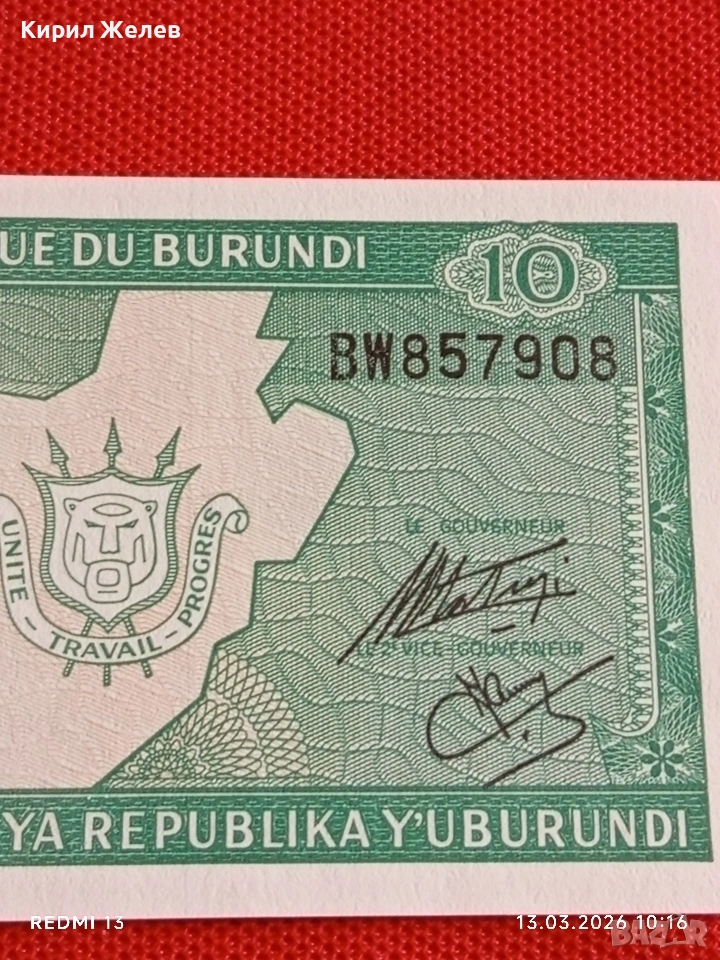 Кирил Желев
UE DU BURUNDI
10
BW857908
LE GOUVERNEUR
UNITE - TRAVAIL - PROGRES
LE 2e VICE-GOUVERNEUR
YA REPUBLIKA Y'UBURUNDI
REDMI 13
13.03.2026 10:16
BAZAR